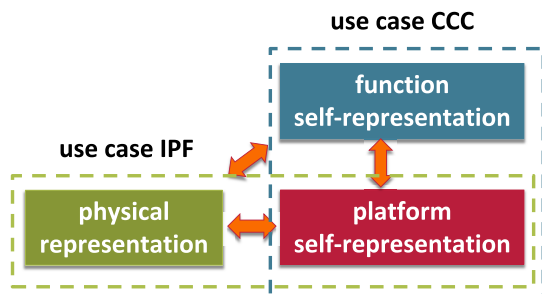 use case CCC
function
self-representation
use case IPF
physical
representation
platform
self-representation